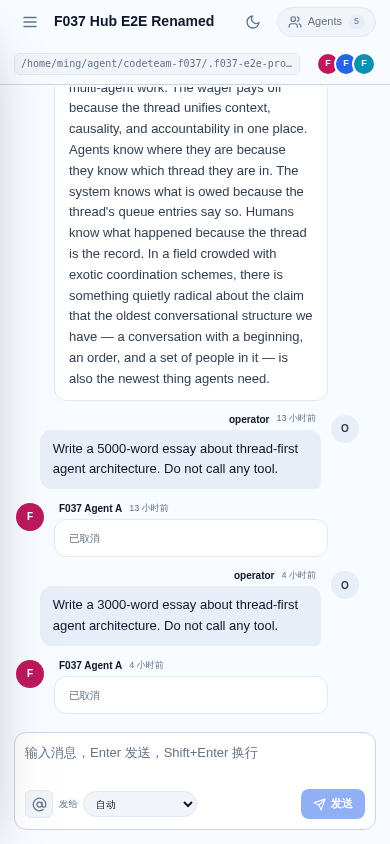 F037 Hub E2E Renamed
Agents 5
/home/ming/agent/codeteam-f037/.f037-e2e-pro…
F F F
multi-agent work. The wager pays off
because the thread unifies context,
causality, and accountability in one place.
Agents know where they are because
they know which thread they are in. The
system knows what is owed because the
thread's queue entries say so. Humans
know what happened because the thread
is the record. In a field crowded with
exotic coordination schemes, there is
something quietly radical about the claim
that the oldest conversational structure we
have — a conversation with a beginning,
an order, and a set of people in it — is
also the newest thing agents need.
operator 13 小时前
O
Write a 5000-word essay about thread-first
agent architecture. Do not call any tool.
F
F037 Agent A 13 小时前
已取消
operator 4 小时前
O
Write a 3000-word essay about thread-first
agent architecture. Do not call any tool.
F
F037 Agent A 4 小时前
已取消
输入消息，Enter 发送，Shift+Enter 换行
发给 自动 发送